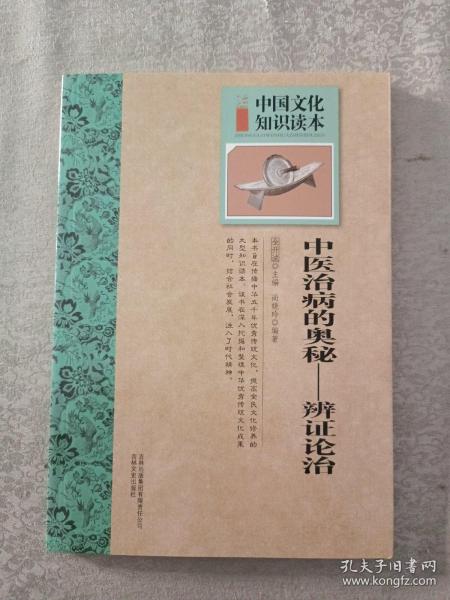 中国文化
知识读本
中医治病的奥秘——辨证论治
金开诚◎主编 尚晓玲◎编著
本书旨在传播中华五千年优秀传统文化，提高全民文化修养的
大型知识读本。该书在深入挖掘和整理中华优秀传统文化成果
的同时，结合社会发展，注入了时代精神。
吉林出版集团有限责任公司
吉林文史出版社
孔夫子旧书网
www.kongfz.com